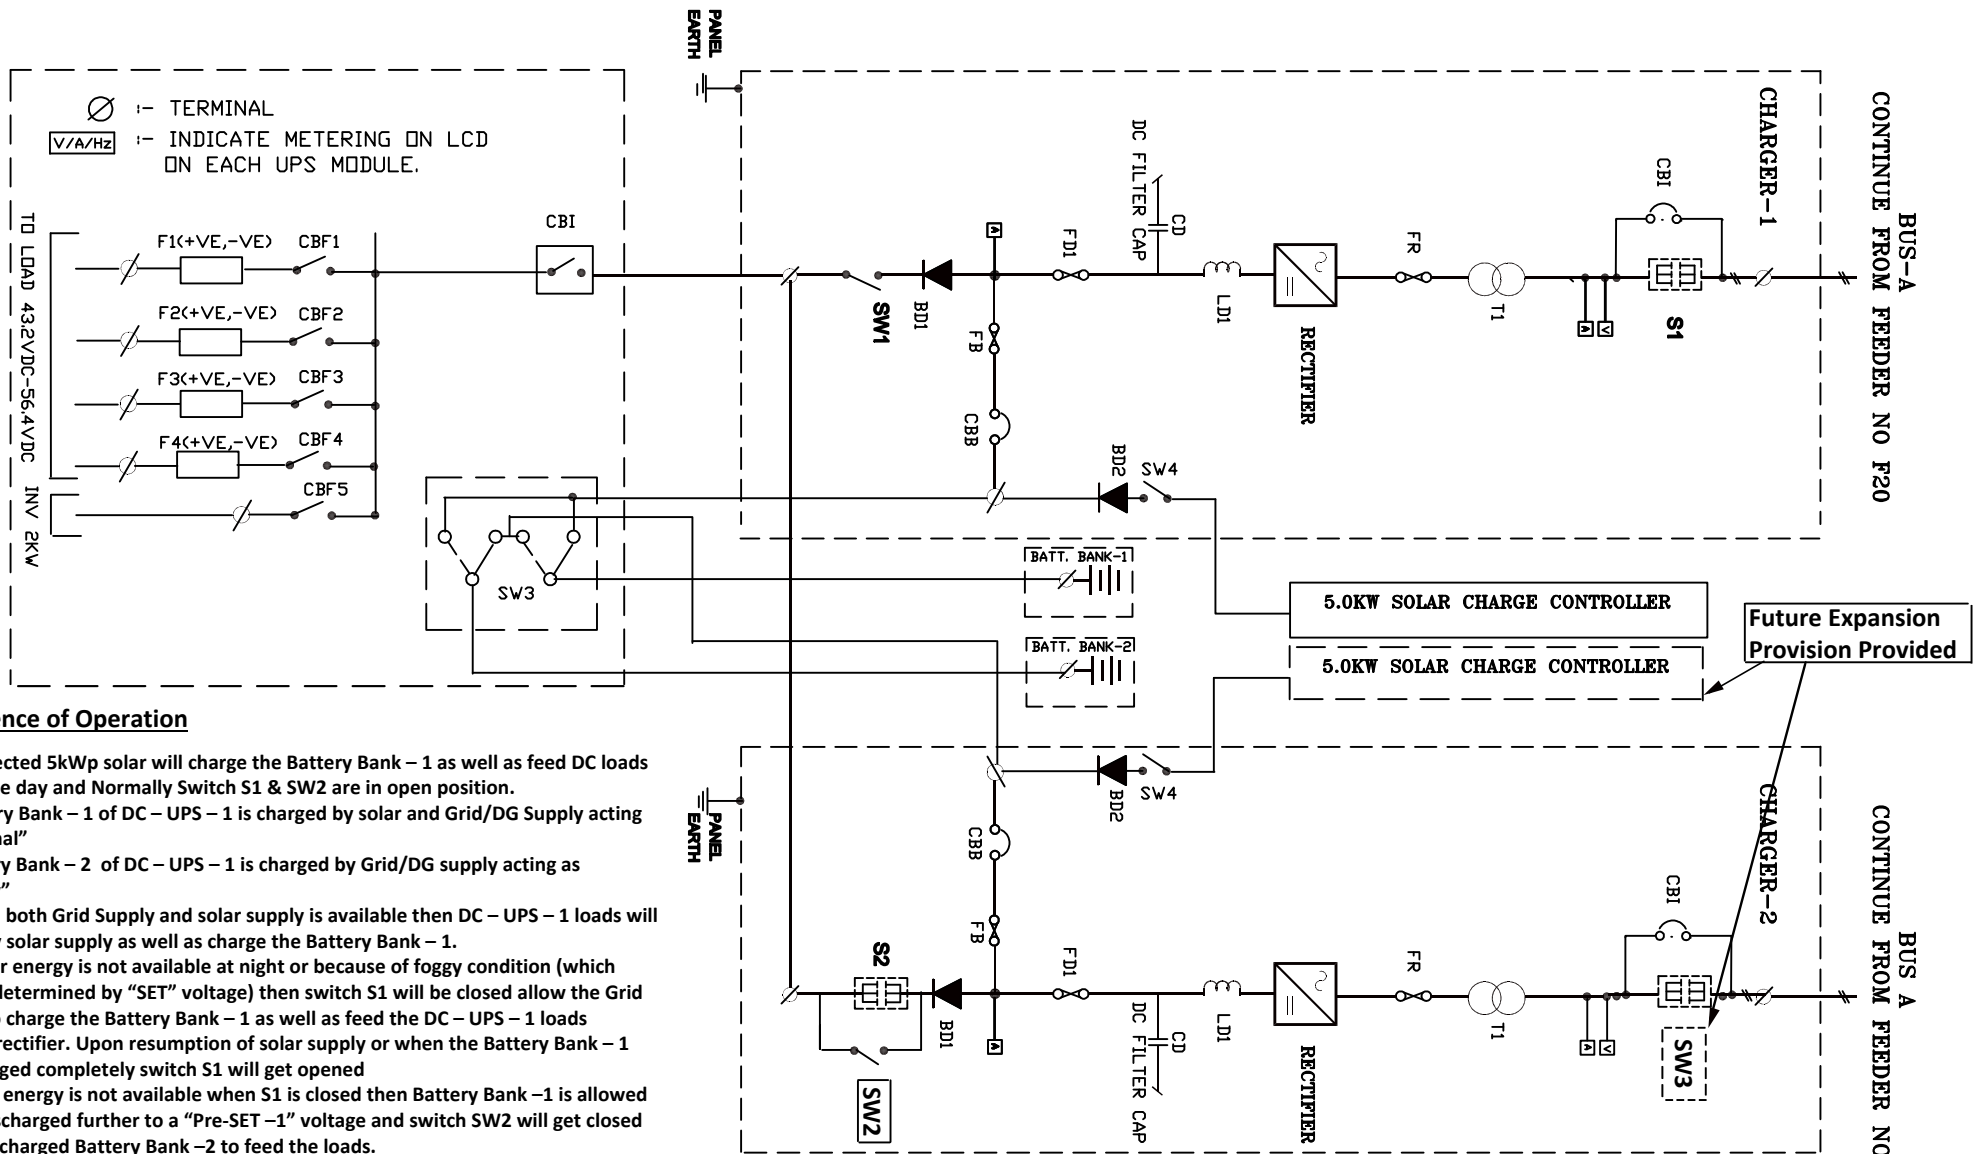 PANEL
EARTH
∅ :- TERMINAL
V/A/Hz :- INDICATE METERING ON LCD
ON EACH UPS MODULE.
TO LOAD 43.2VDC-56.4VDC
INV 2KW
F1(+VE,-VE) CBF1
F2(+VE,-VE) CBF2
F3(+VE,-VE) CBF3
F4(+VE,-VE) CBF4
CBF5
CBI
SW3
BUS-A
CONTINUE FROM FEEDER NO F20
CHARGER-1
CBI
S1
A
V
T1
FR
RECTIFIER
LD1
CD
DC FILTER CAP
FD1
A
BD1
SW1
FB
CBB
BD2
SW4
BATT. BANK-1
BATT. BANK-2
5.0KW SOLAR CHARGE CONTROLLER
5.0KW SOLAR CHARGE CONTROLLER
Future Expansion
Provision Provided
PANEL
EARTH
BUS A
CONTINUE FROM FEEDER NO
CHARGER-2
CBI
SW3
A
V
T1
FR
RECTIFIER
LD1
CD
DC FILTER CAP
FD1
A
BD1
S2
SW2
FB
CBB
BD2
SW4
ence of Operation
ected 5kWp solar will charge the Battery Bank – 1 as well as feed DC loads
e day and Normally Switch S1 & SW2 are in open position.
ry Bank – 1 of DC – UPS – 1 is charged by solar and Grid/DG Supply acting
nal”
ry Bank – 2 of DC – UPS – 1 is charged by Grid/DG supply acting as
”
both Grid Supply and solar supply is available then DC – UPS – 1 loads will
y solar supply as well as charge the Battery Bank – 1.
r energy is not available at night or because of foggy condition (which
determined by “SET” voltage) then switch S1 will be closed allow the Grid
o charge the Battery Bank – 1 as well as feed the DC – UPS – 1 loads
rectifier. Upon resumption of solar supply or when the Battery Bank – 1
ged completely switch S1 will get opened
energy is not available when S1 is closed then Battery Bank –1 is allowed
scharged further to a “Pre-SET –1” voltage and switch SW2 will get closed
charged Battery Bank –2 to feed the loads.